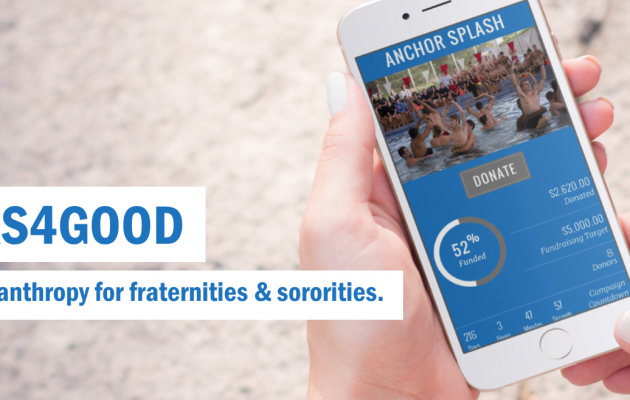 S4GOOD
anthropy for fraternities & sororities.
ANCHOR SPLASH
DONATE
$2,620.00
Donated
52%
Funded
$5,000.00
Fundraising Target
8
Donors
Campaign
Countdown
216 3 47 57
Days Hours Minutes Seconds